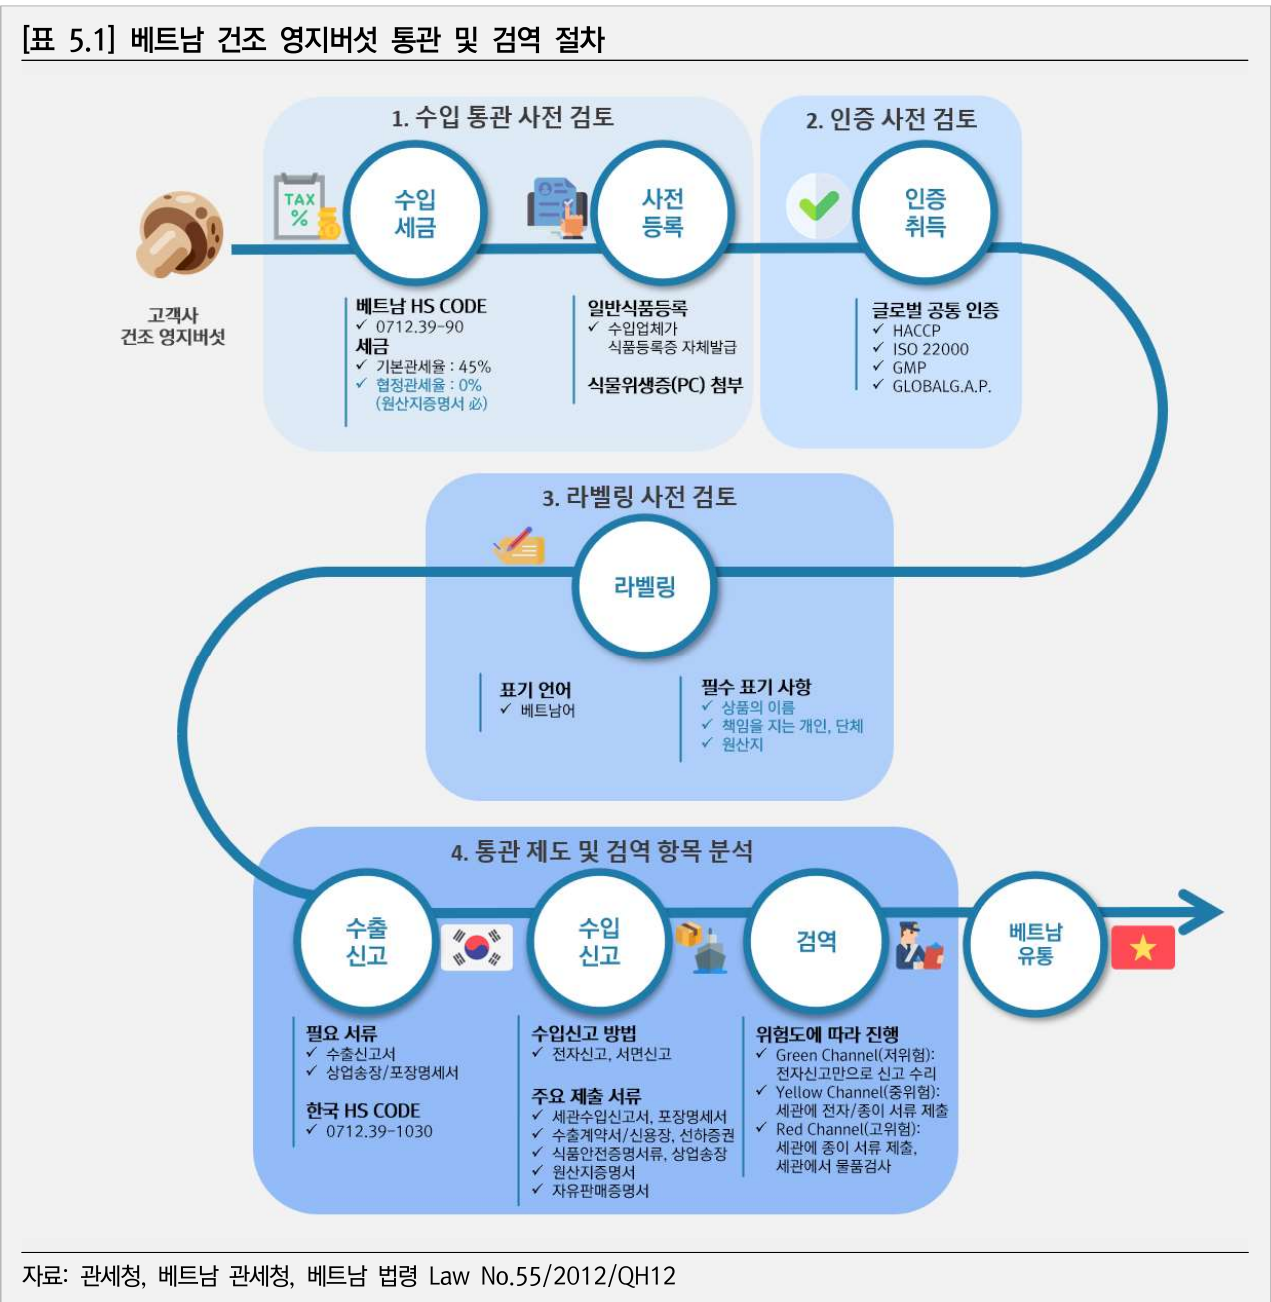 [표 5.1] 베트남 건조 영지버섯 통관 및 검역 절차
1. 수입 통관 사전 검토
TAX
%
수입
세금
사전
등록
고객사
건조 영지버섯
베트남 HS CODE
✓ 0712.39-90
세금
✓ 기본관세율 : 45%
✓ 협정관세율 : 0%
(원산지증명서 必)
일반식품등록
✓ 수입업체가
식품등록증 자체발급
식물위생증(PC) 첨부
2. 인증 사전 검토
인증
취득
글로벌 공통 인증
✓ HACCP
✓ ISO 22000
✓ GMP
✓ GLOBALG.A.P.
3. 라벨링 사전 검토
라벨링
표기 언어
✓ 베트남어
필수 표기 사항
✓ 상품의 이름
✓ 책임을 지는 개인, 단체
✓ 원산지
4. 통관 제도 및 검역 항목 분석
수출
신고
수입
신고
검역
베트남
유통
필요 서류
✓ 수출신고서
✓ 상업송장/포장명세서
한국 HS CODE
✓ 0712.39-1030
수입신고 방법
✓ 전자신고, 서면신고
주요 제출 서류
✓ 세관수입신고서, 포장명세서
✓ 수출계약서/신용장, 선하증권
✓ 식품안전증명서류, 상업송장
✓ 원산지증명서
✓ 자유판매증명서
위험도에 따라 진행
✓ Green Channel(저위험):
전자신고만으로 신고 수리
✓ Yellow Channel(중위험):
세관에 전자/종이 서류 제출
✓ Red Channel(고위험):
세관에 종이 서류 제출,
세관에서 물품검사
자료: 관세청, 베트남 관세청, 베트남 법령 Law No.55/2012/QH12